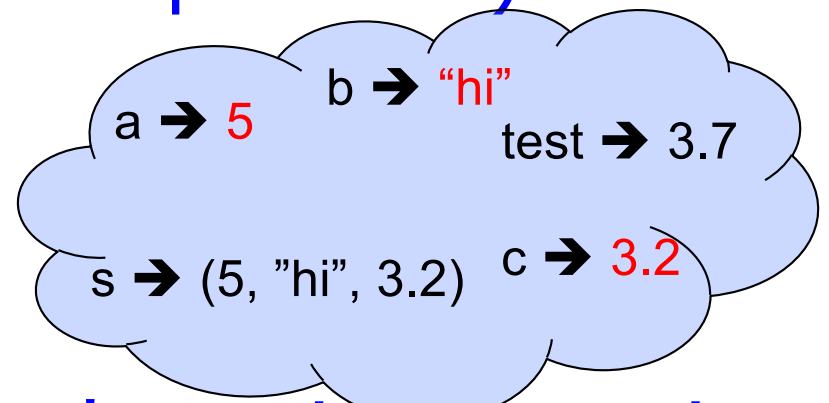 b ➔ “hi”
a ➔ 5
test ➔ 3.7
c ➔ 3.2
s ➔ (5, ”hi”, 3.2)